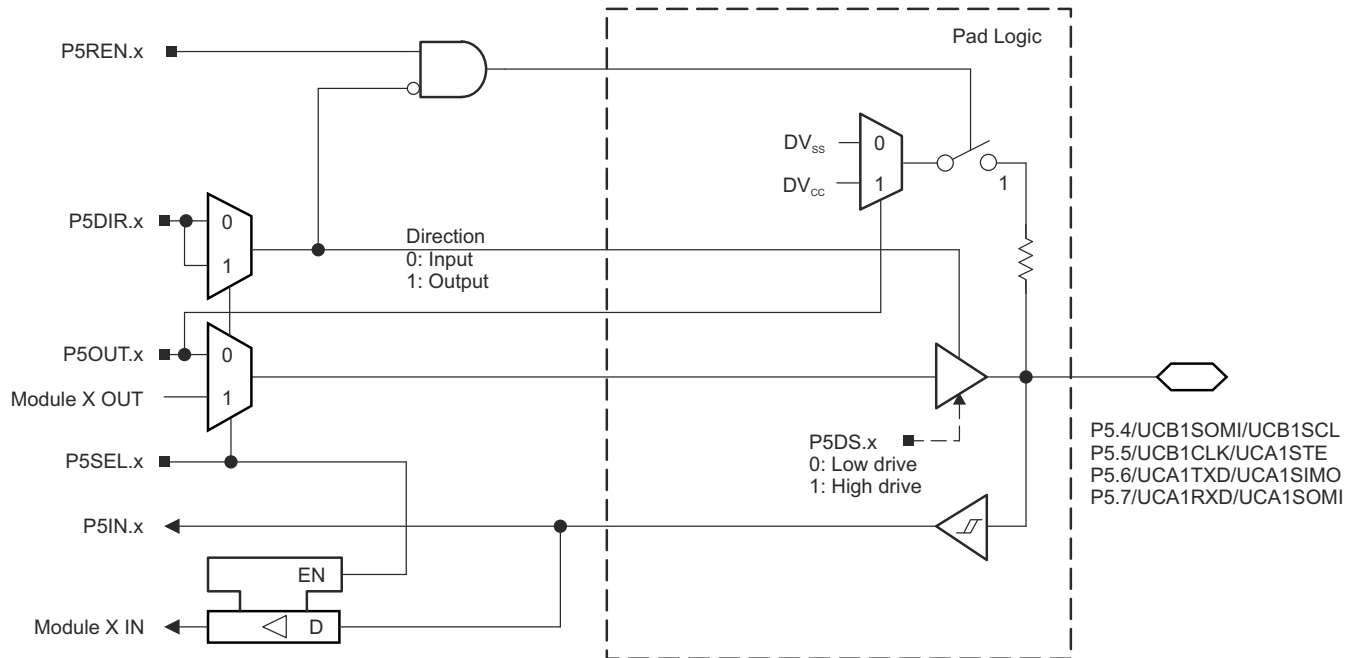 Pad Logic
P5REN.x
DVSS
0
DVCC
1
1
P5DIR.x
0
1
Direction
0: Input
1: Output
P5OUT.x
0
Module X OUT
1
P5DS.x
0: Low drive
1: High drive
P5SEL.x
P5.4/UCB1SOMI/UCB1SCL
P5.5/UCB1CLK/UCA1STE
P5.6/UCA1TXD/UCA1SIMO
P5.7/UCA1RXD/UCA1SOMI
P5IN.x
EN
Module X IN
D